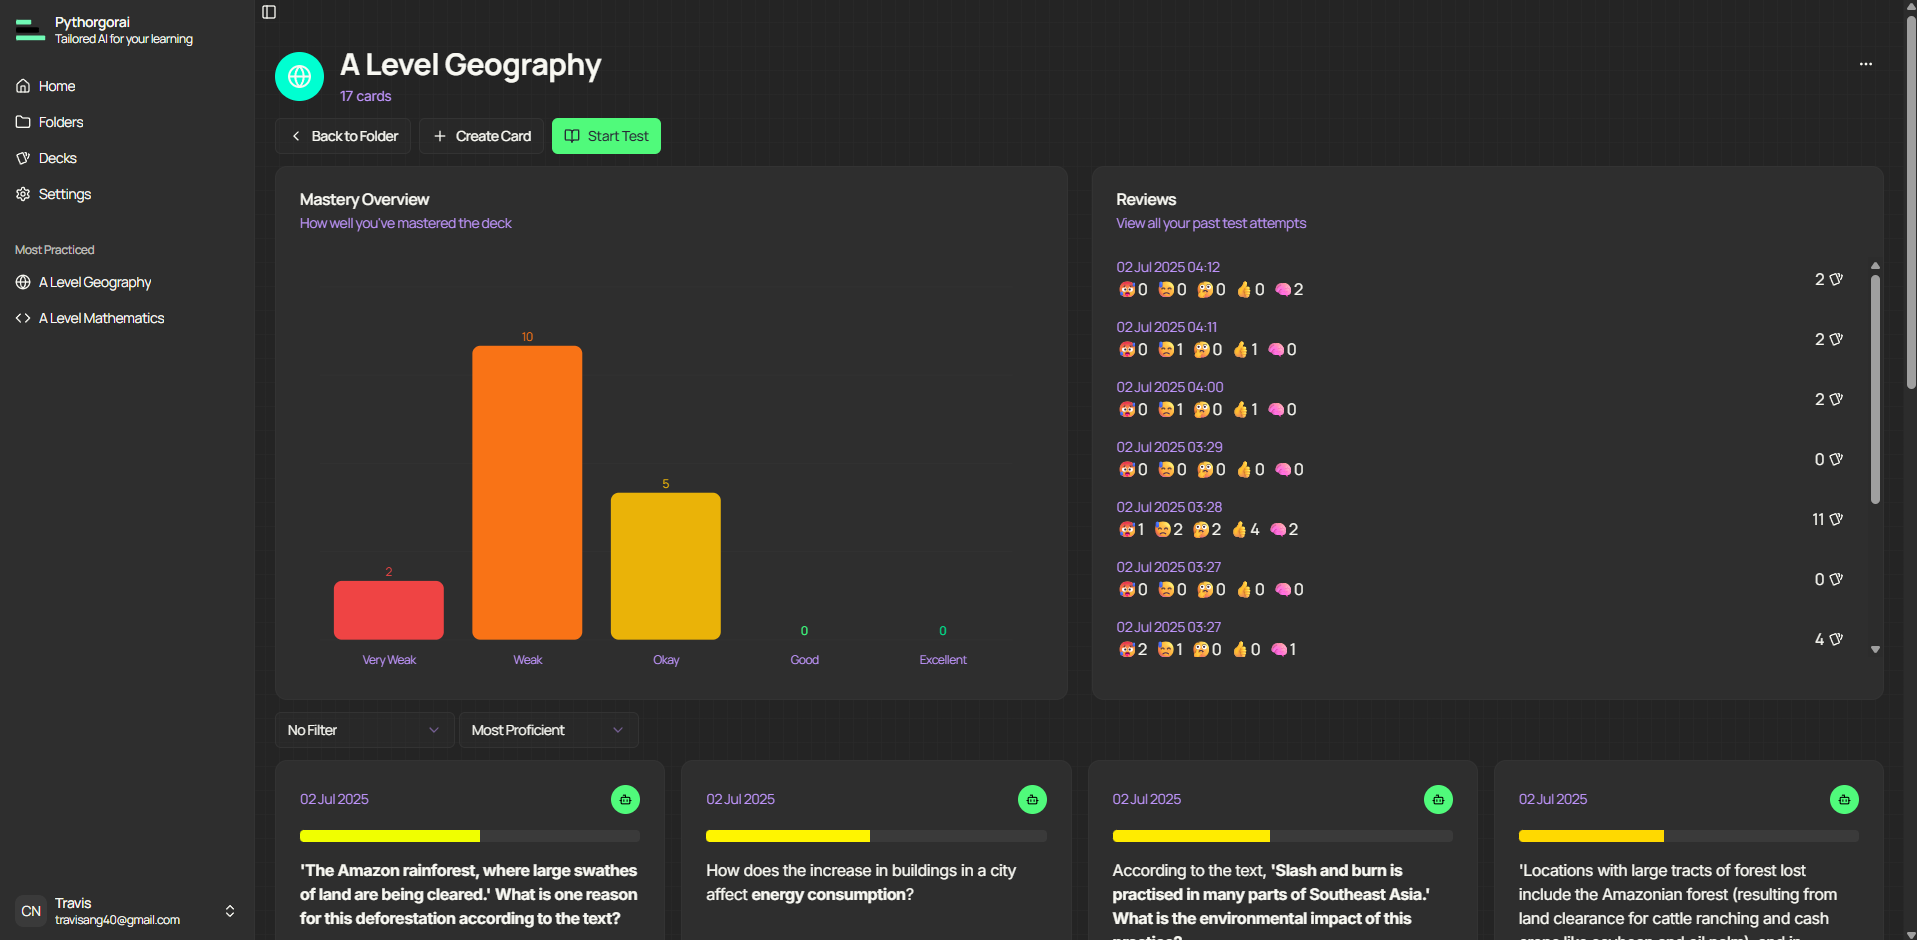 Pythorgorai
Tailored AI for your learning
Home
Folders
Decks
Settings
Most Practiced
A Level Geography
A Level Mathematics
CN
Travis
travisang40@gmail.com
A Level Geography
17 cards
Back to Folder
Create Card
Start Test
Mastery Overview
How well you've mastered the deck
10
5
2
0
0
Very Weak
Weak
Okay
Good
Excellent
Reviews
View all your past test attempts
02 Jul 2025 04:12
0 0 0 0 2
2
02 Jul 2025 04:11
0 1 0 1 0
2
02 Jul 2025 04:00
0 1 0 1 0
2
02 Jul 2025 03:29
0 0 0 0 0
0
02 Jul 2025 03:28
1 2 2 4 2
11
02 Jul 2025 03:27
0 0 0 0 0
0
02 Jul 2025 03:27
2 1 0 0 1
4
No Filter
Most Proficient
02 Jul 2025
'The Amazon rainforest, where large swathes
of land are being cleared.' What is one reason
for this deforestation according to the text?
02 Jul 2025
How does the increase in buildings in a city
affect energy consumption?
02 Jul 2025
According to the text, 'Slash and burn is
practised in many parts of Southeast Asia.'
What is the environmental impact of this
practice?
02 Jul 2025
'Locations with large tracts of forest lost
include the Amazonian forest (resulting from
land clearance for cattle ranching and cash
crops like soybean and oil palm), and in